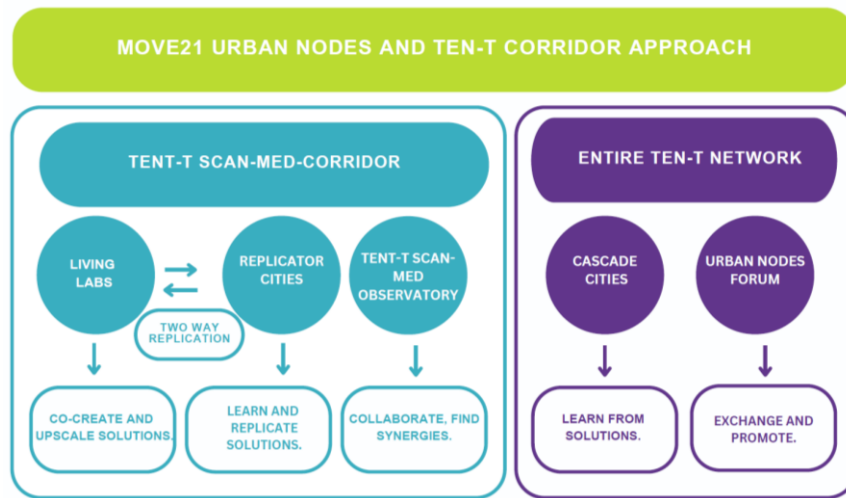 MOVE21 URBAN NODES AND TEN-T CORRIDOR APPROACH
TENT-T SCAN-MED-CORRIDOR
LIVING
LABS
REPLICATOR
CITIES
TENT-T SCAN-
MED
OBSERVATORY
TWO WAY
REPLICATION
CO-CREATE AND
UPSCALE SOLUTIONS.
LEARN AND
REPLICATE
SOLUTIONS.
COLLABORATE, FIND
SYNERGIES.
ENTIRE TEN-T NETWORK
CASCADE
CITIES
URBAN NODES
FORUM
LEARN FROM
SOLUTIONS.
EXCHANGE AND
PROMOTE.